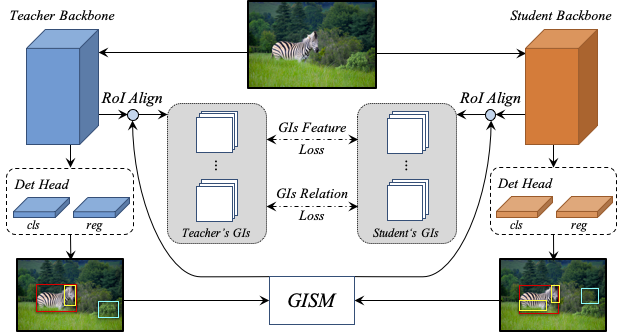 Teacher Backbone
Student Backbone
RoI Align
RoI Align
GIs Feature
Loss
GIs Relation
Loss
Teacher's GIs
Student's GIs
Det Head
cls
reg
Det Head
cls
reg
GISM